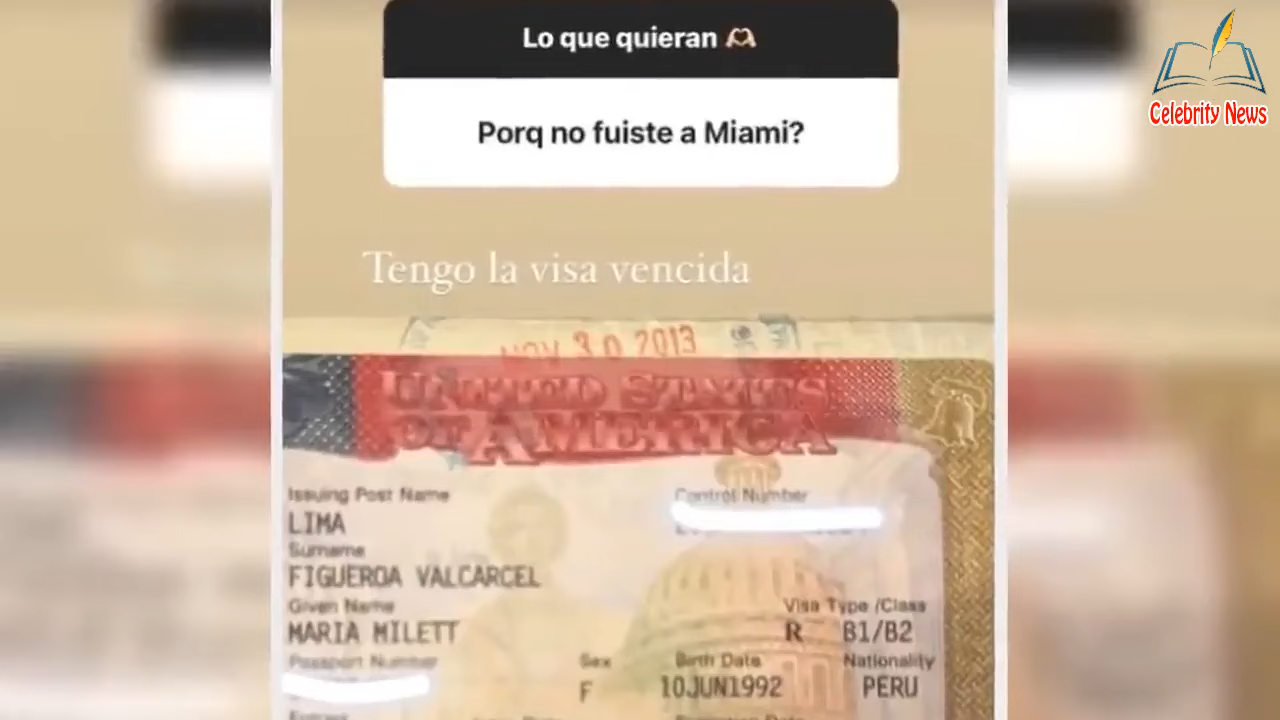 Lo que quieran 🫶🏼
Celebrity News
Porq no fuiste a Miami?
Tengo la visa vencida
NOV 30 2013
UNITED STATES
OF AMERICA
Issuing Post Name
Control Number
LIMA
Surname
FIGUEROA VALCARCEL
Given Name
Visa Type /Class
MARIA MILETT
R B1/B2
Passport Number
Sex
Birth Date
Nationality
F
10JUN1992
PERU